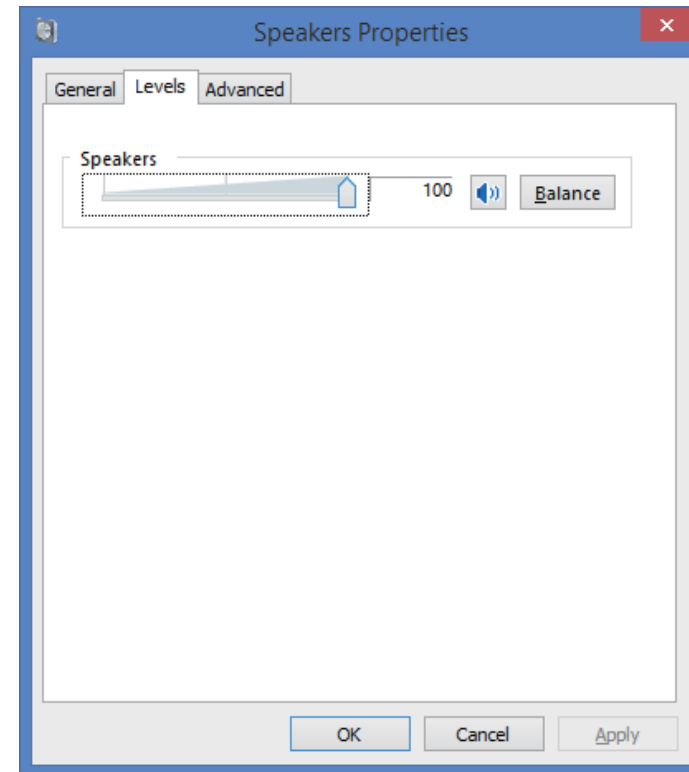 Speakers Properties
General Levels Advanced
Speakers
100 Balance
OK Cancel Apply